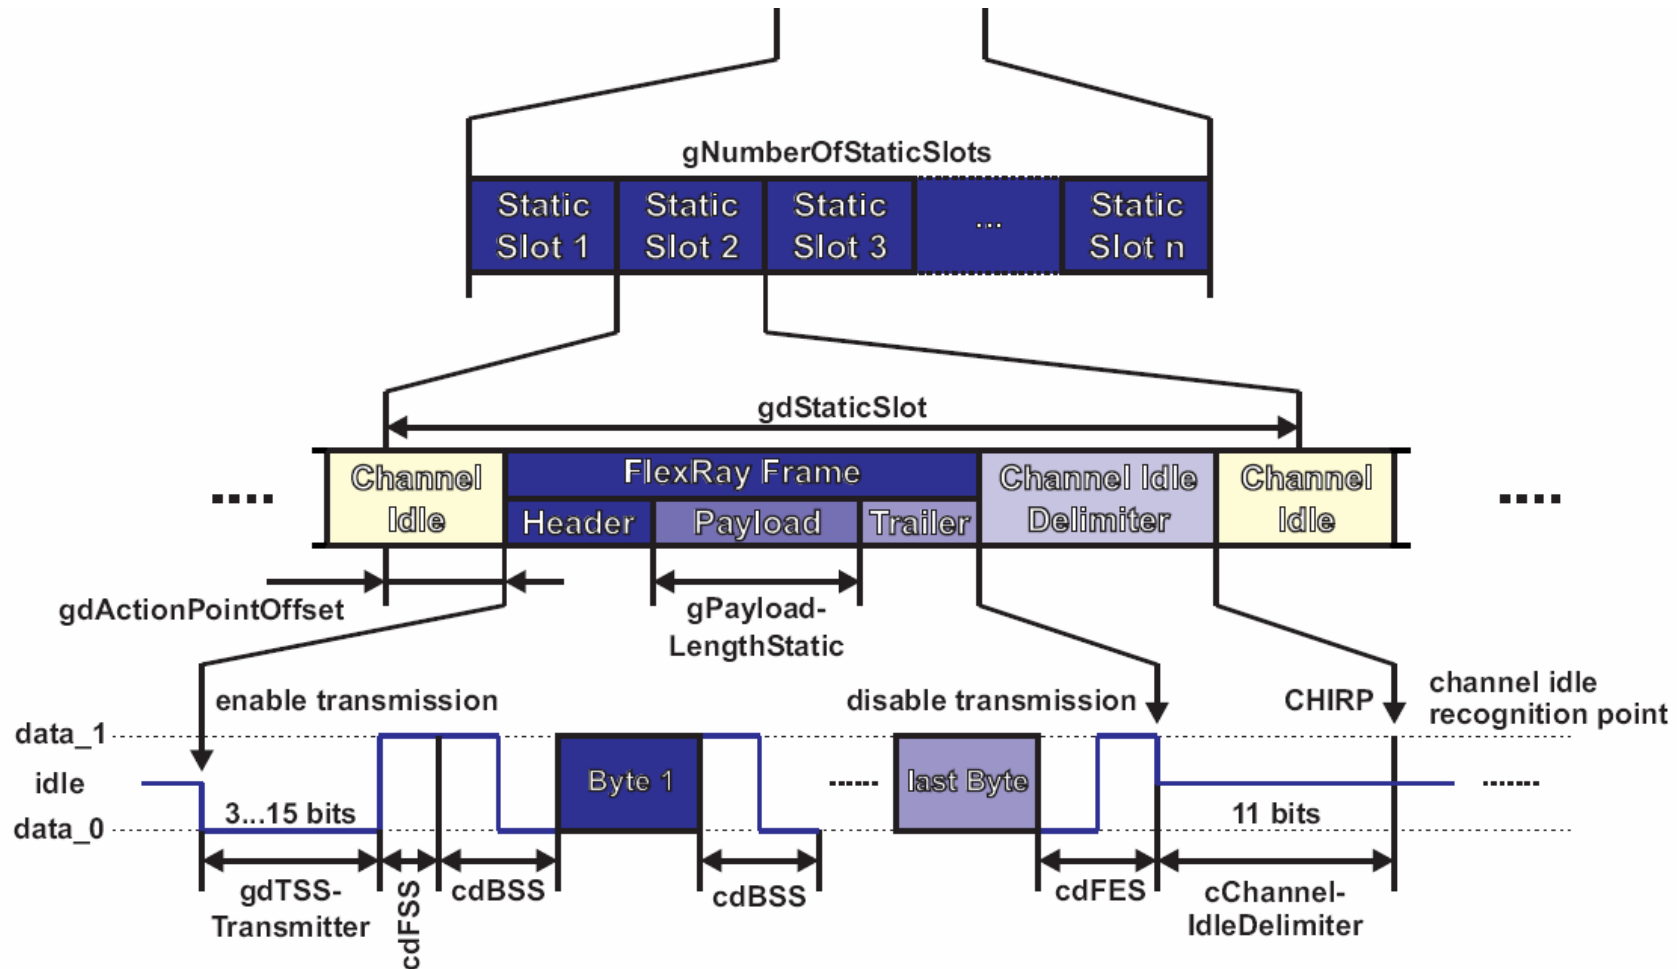 gNumberOfStaticSlots
Static
Slot 1
Static
Slot 2
Static
Slot 3
...
Static
Slot n
gdStaticSlot
....
Channel
Idle
FlexRay Frame
Header
Payload
Trailer
Channel Idle
Delimiter
Channel
Idle
....
gdActionPointOffset
gPayload-
LengthStatic
enable transmission
disable transmission
CHIRP
channel idle
recognition point
data_1
idle
data_0
3...15 bits
Byte 1
......
last Byte
11 bits
......
gdTSS-
Transmitter
cdFSS
cdBSS
cdBSS
cdFES
cChannel-
IdleDelimiter